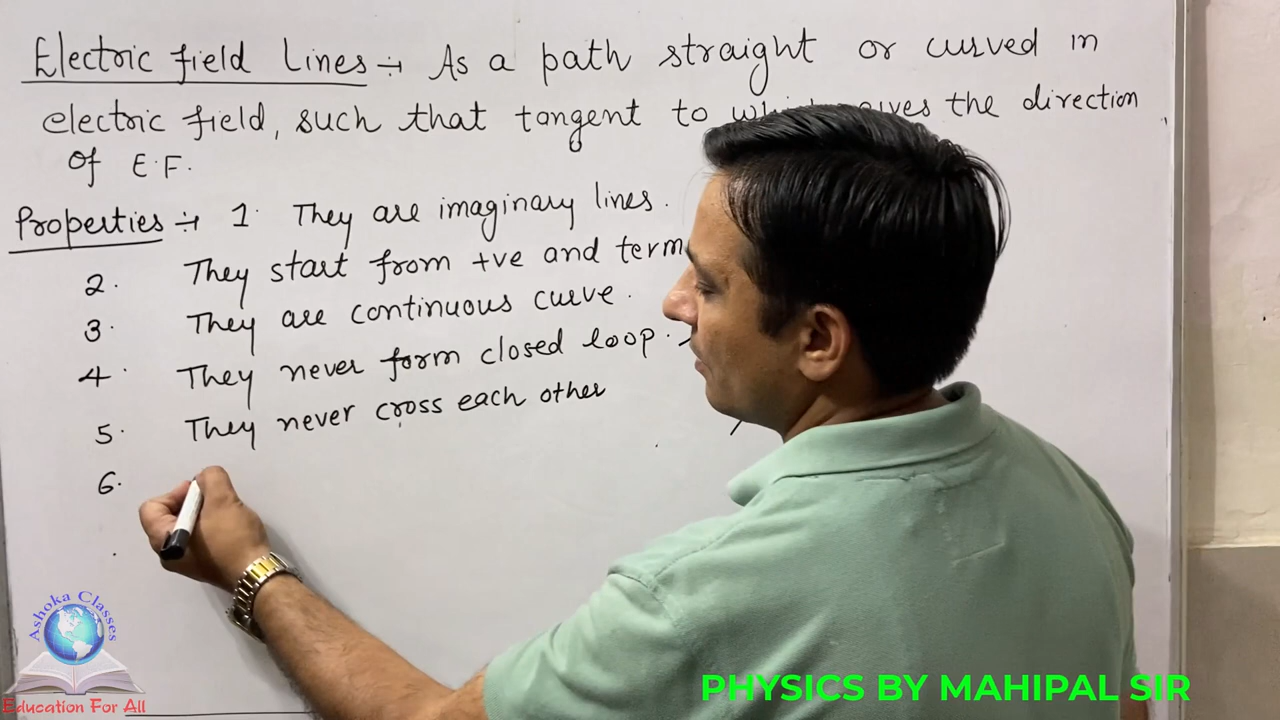 Electric field Lines :- As a path straight or curved in
electric field, such that tangent to gives the direction
of E.F.
Properties :- 1. They are imaginary lines.
2. They start from +ve and term
3. They are continuous curve.
4. They never form closed loop.
5. They never cross each other
6.
Ashoka Classes
Education For All
PHYSICS BY MAHIPAL SIR